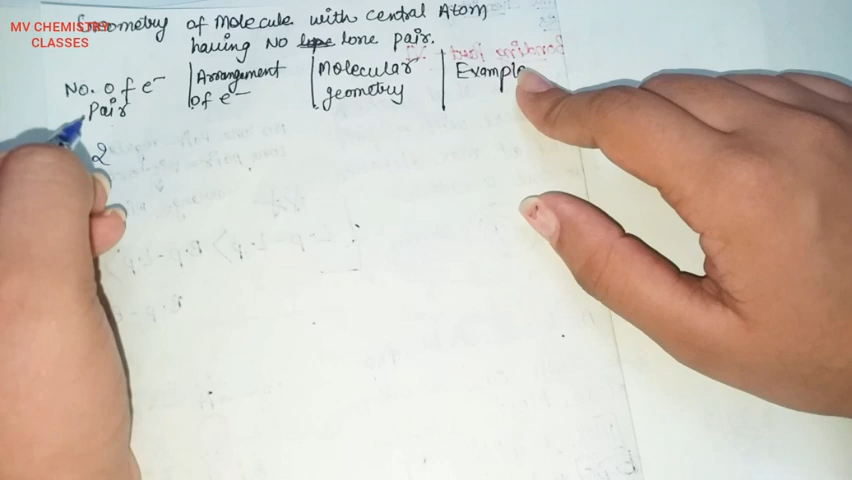 MV CHEMISTRY
CLASSES
Geometry of Molecule with central Atom
having No lone pair.
No. of e⁻ Pair
Arrangement of e⁻
Molecular geometry
Example
2